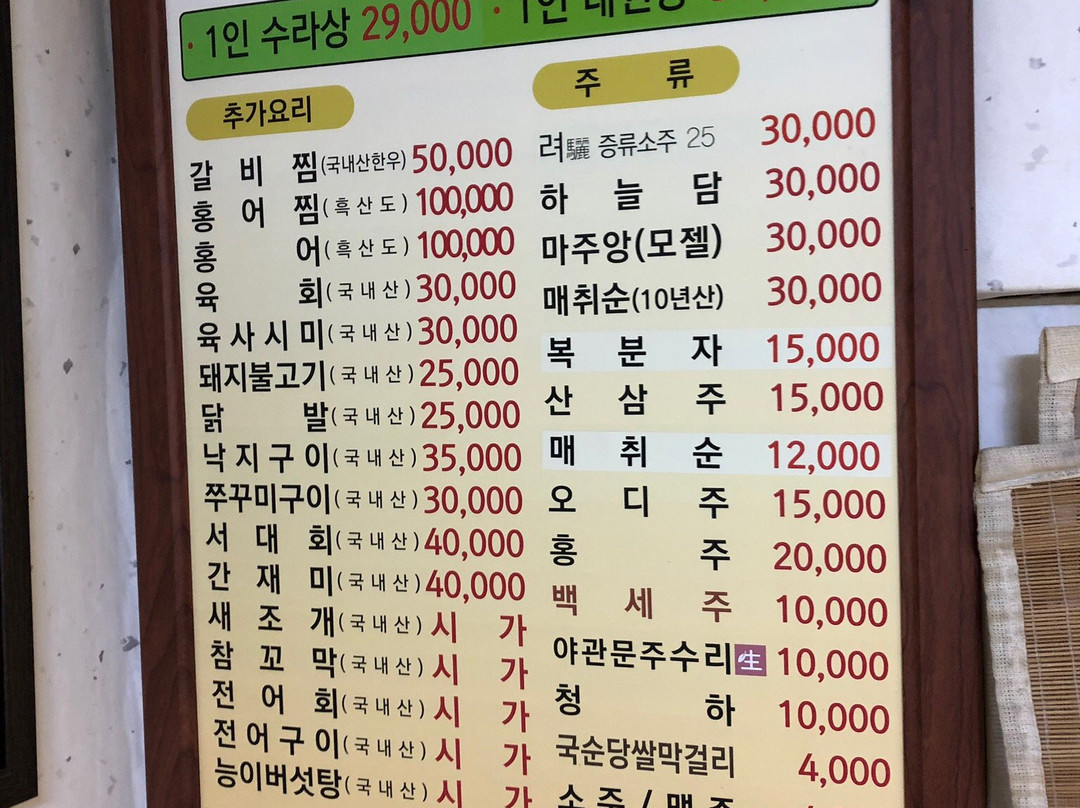 · 1인 수라상 29,000 · 1인
추가요리
갈비찜(국내산한우) 50,000
홍어찜(흑산도) 100,000
홍어(흑산도) 100,000
육회(국내산) 30,000
육사시미(국내산) 30,000
돼지불고기(국내산) 25,000
닭발(국내산) 25,000
낙지구이(국내산) 35,000
쭈꾸미구이(국내산) 30,000
서대회(국내산) 40,000
간재미(국내산) 40,000
새조개(국내산) 시가
참꼬막(국내산) 시가
전어회(국내산) 시가
전어구이(국내산) 시가
능이버섯탕(국내산) 시가
주류
려驪 증류소주 25 30,000
하늘담 30,000
마주앙(모젤) 30,000
매취순(10년산) 30,000
복분자 15,000
산삼주 15,000
매취순 12,000
오디주 15,000
홍주 20,000
백세주 10,000
야관문주수리 生 10,000
청하 10,000
국순당쌀막걸리 4,000
소주/맥주